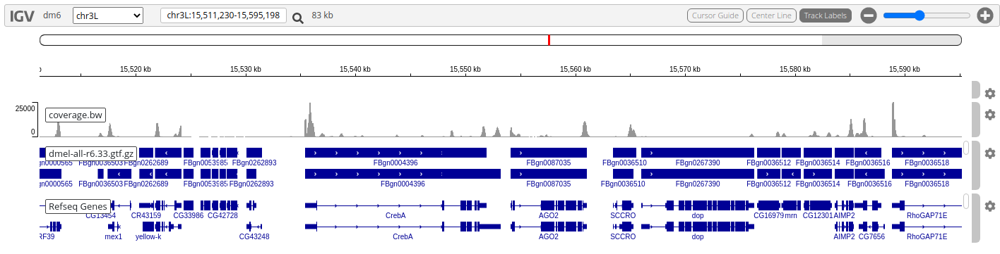 IGV dm6 chr3L chr3L:15,511,230-15,595,198 83 kb Cursor Guide Center Line Track Labels
15,520 kb 15,530 kb 15,540 kb 15,550 kb 15,560 kb 15,570 kb 15,580 kb 15,590 kb
25000
coverage.bw
0
dmel-all-r6.33.gtf.gz
gn0000565 FBgn0036503 FBgn0262689 FBgn0053985 FBgn0262893 FBgn0004396 FBgn0087035 FBgn0036510 FBgn0267390 FBgn0036512 FBgn0036514 FBgn0036516 FBgn0036518
gn0000565 FBgn0036503 FBgn0262689 FBgn0053985 FBgn0262893 FBgn0004396 FBgn0087035 FBgn0036510 FBgn0267390 FBgn0036512 FBgn0036514 FBgn0036516 FBgn0036518
Refseq Genes
CG13454 CR43159 CG33986 CG42728 CrebA AGO2 SCCRO dop CG16979 mrn CG12301 AIMP2 RhoGAP71E
RF39 mex1 yellow-k CG43248 CrebA AGO2 SCCRO dop AIMP2 CG7656 RhoGAP71E